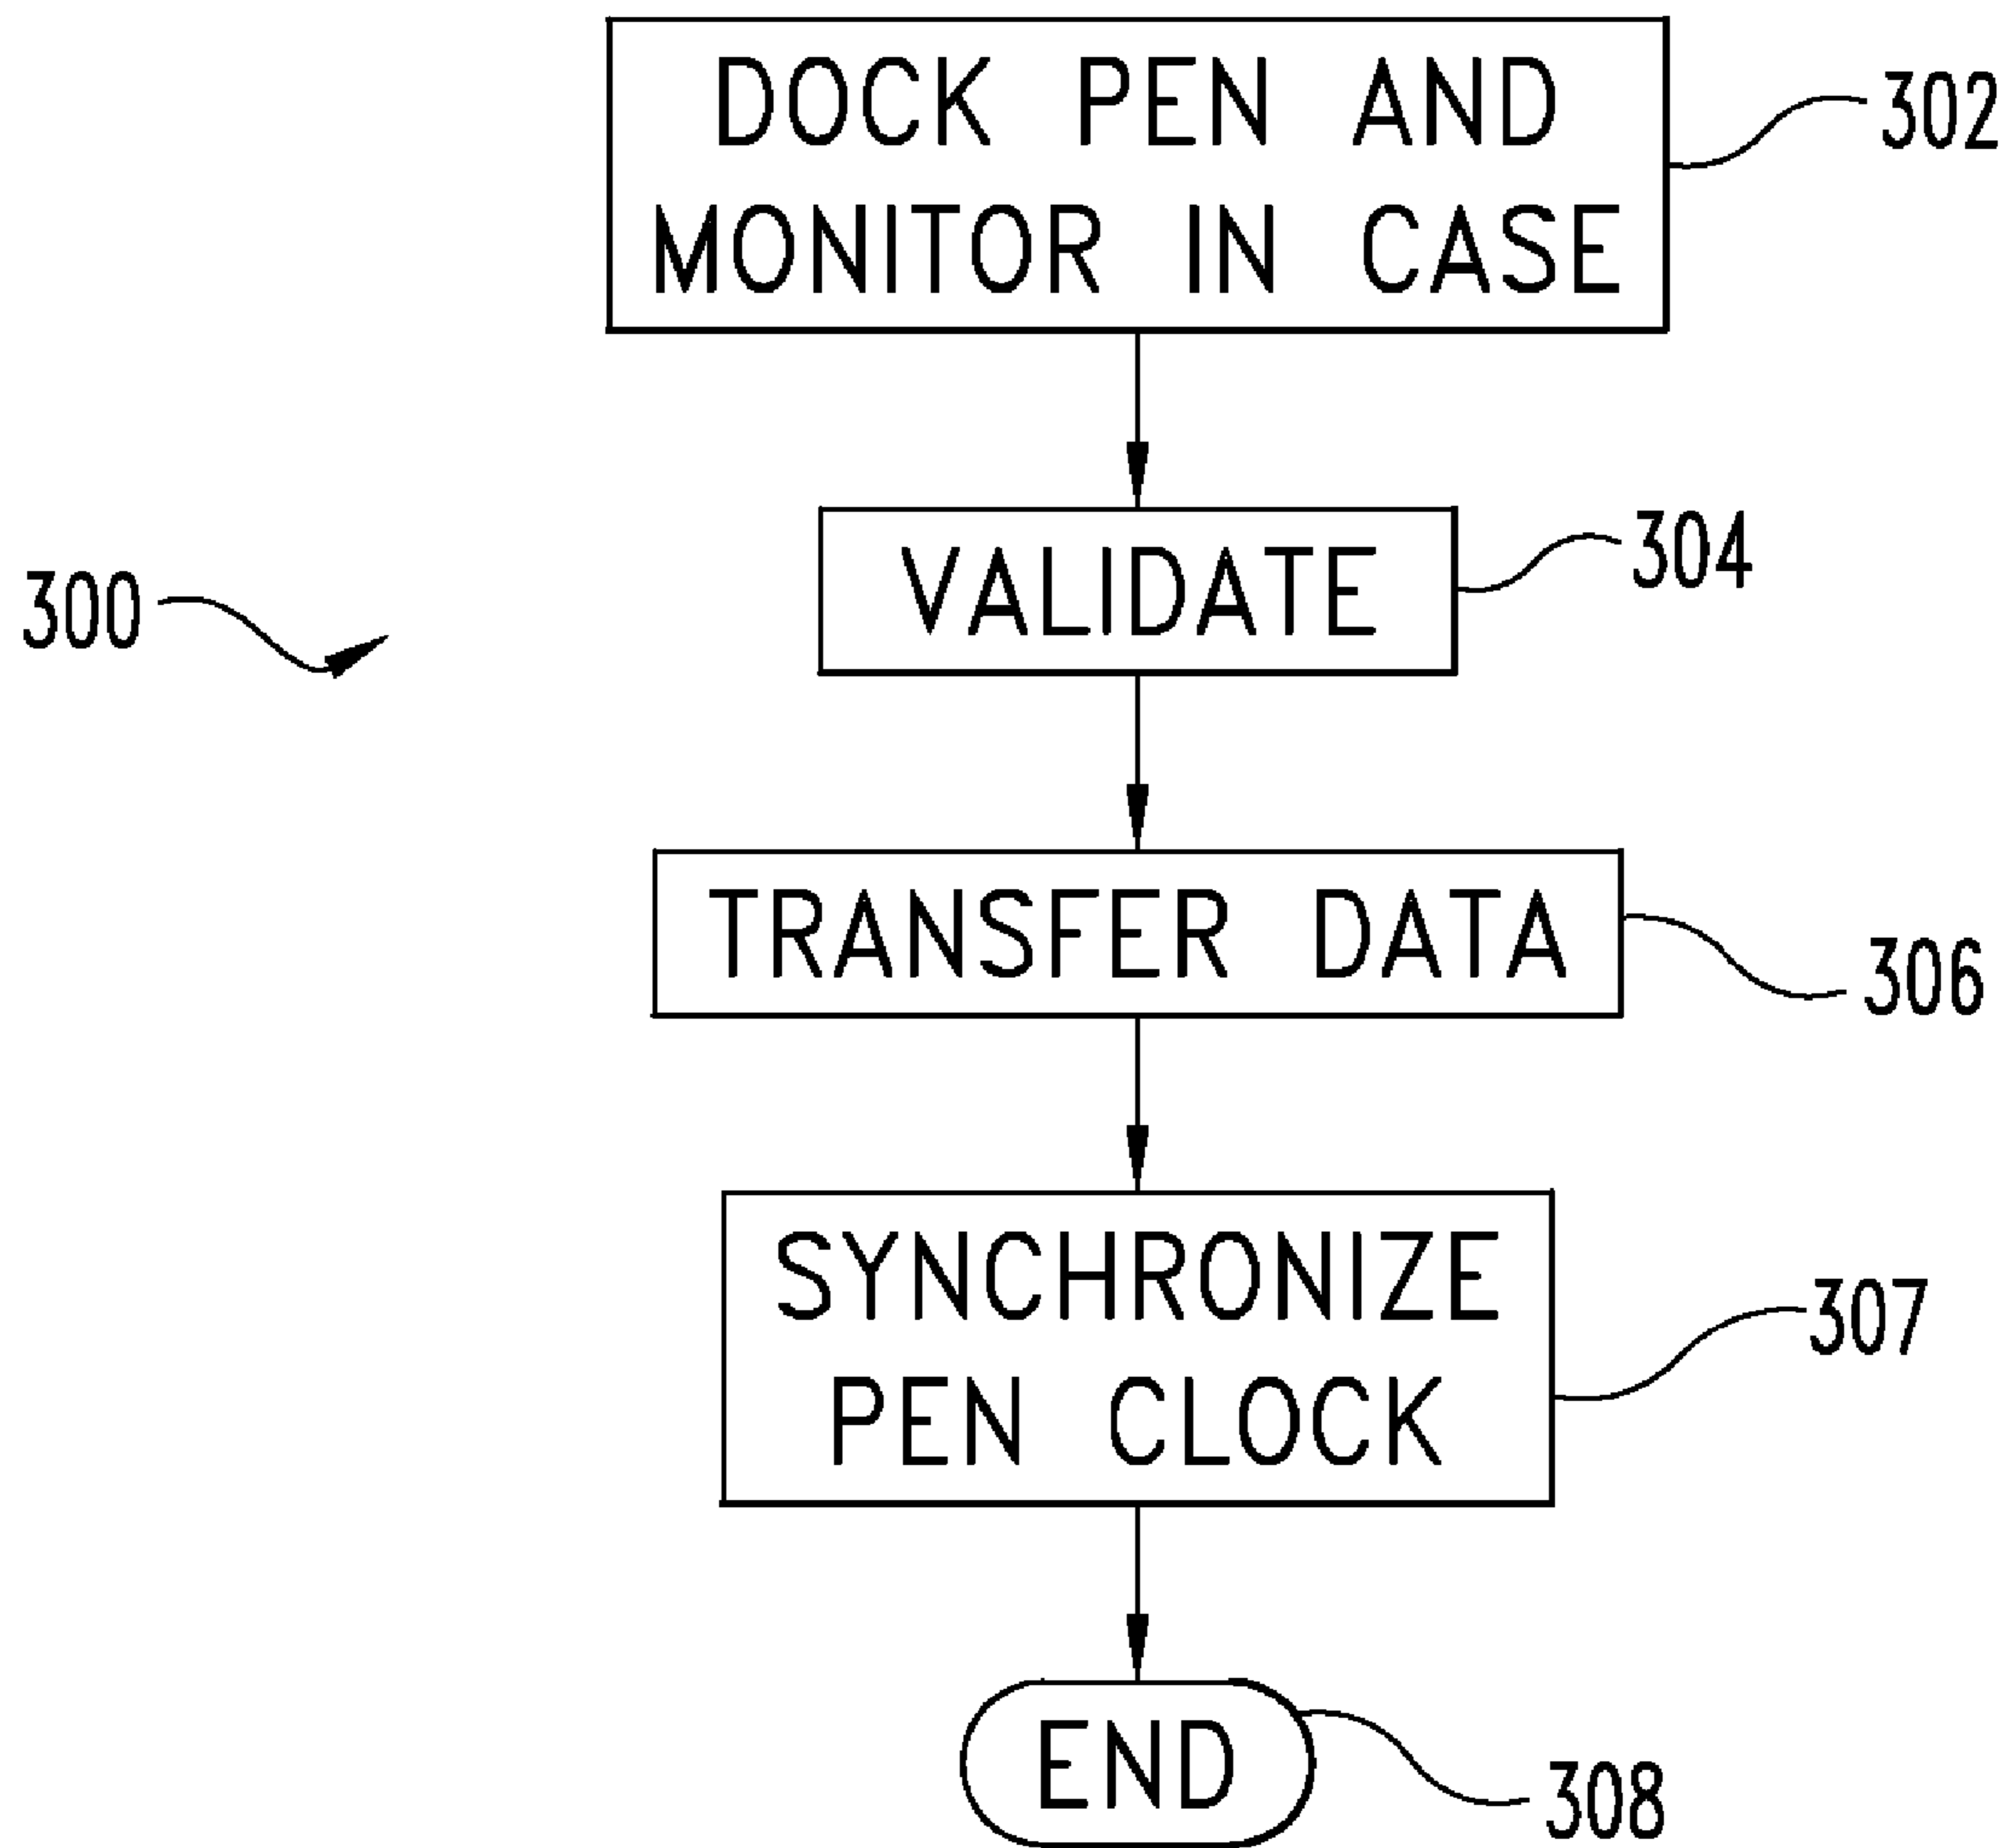 DOCK PEN AND
MONITOR IN CASE
302
VALIDATE
304
300
TRANSFER DATA
306
SYNCHRONIZE
PEN CLOCK
307
END
308